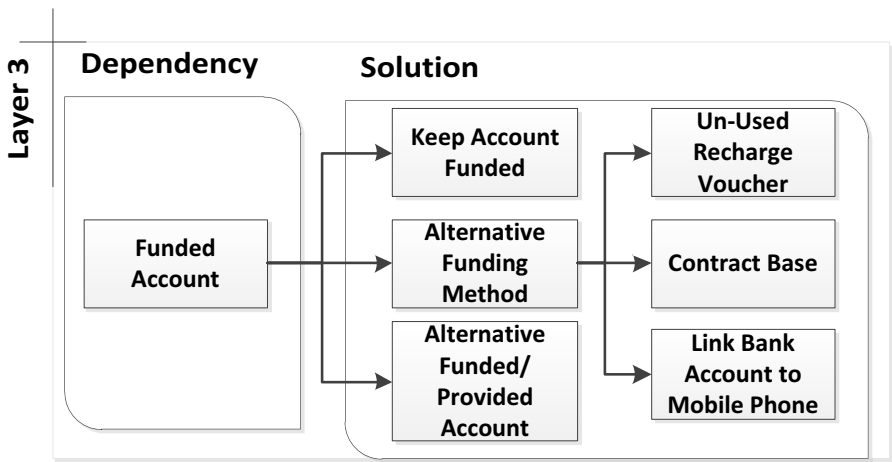 Layer 3
Dependency
Solution
Funded
Account
Keep Account
Funded
Alternative
Funding
Method
Alternative
Funded/
Provided
Account
Un-Used
Recharge
Voucher
Contract Base
Link Bank
Account to
Mobile Phone